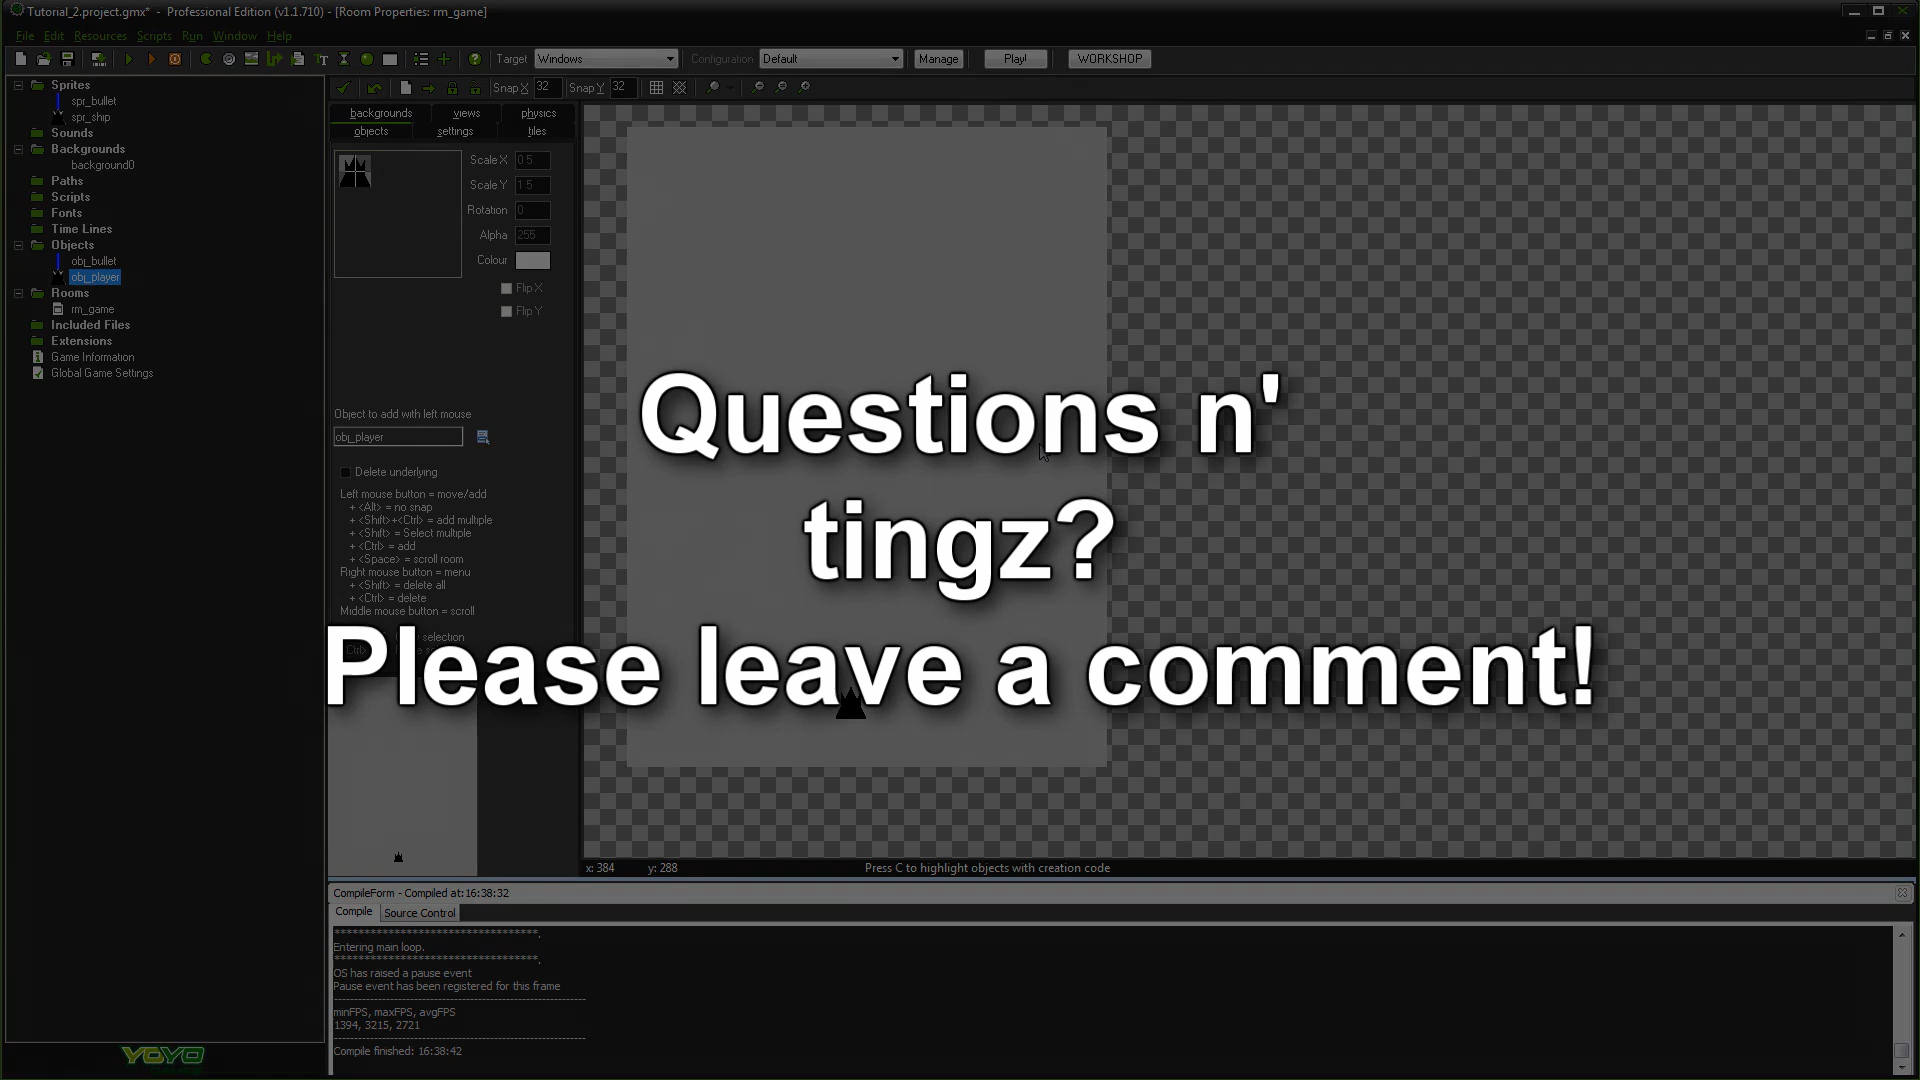 Tutorial_2.project.gmx* - Professional Edition (v1.1.710) - [Room Properties: rm_game]
File Edit Resources Scripts Run Window Help
Target Windows Configuration: Default Manage Play! WORKSHOP
Snap X 32 Snap Y 32
Sprites
spr_bullet
spr_ship
Sounds
Backgrounds
background0
Paths
Scripts
Fonts
Time Lines
Objects
obj_bullet
obj_player
Rooms
rm_game
Included Files
Extensions
Game Information
Global Game Settings
backgrounds views physics
objects settings tiles
Scale X 0.5
Scale Y 1.5
Rotation 0
Alpha 255
Colour
Flip X
Flip Y
Object to add with left mouse
obj_player
Delete underlying
Left mouse button = move/add
+ <Alt> = no snap
+ <Shift>+<Ctrl> = add multiple
+ <Shift> = Select multiple
+ <Ctrl> = add
+ <Space> = scroll room
Right mouse button = menu
+ <Shift> = delete all
+ <Ctrl> = delete
Middle mouse button = scroll
selection
Questions n'
tingz?
Please leave a comment!
x: 384 y: 288 Press C to highlight objects with creation code
CompileForm - Compiled at:16:38:32
Compile Source Control
**********************************.
Entering main loop.
**********************************.
OS has raised a pause event
Pause event has been registered for this frame
------------------------------------------------------------
minFPS, maxFPS, avgFPS
1394, 3215, 2721
------------------------------------------------------------
Compile finished: 16:38:42
YOYO